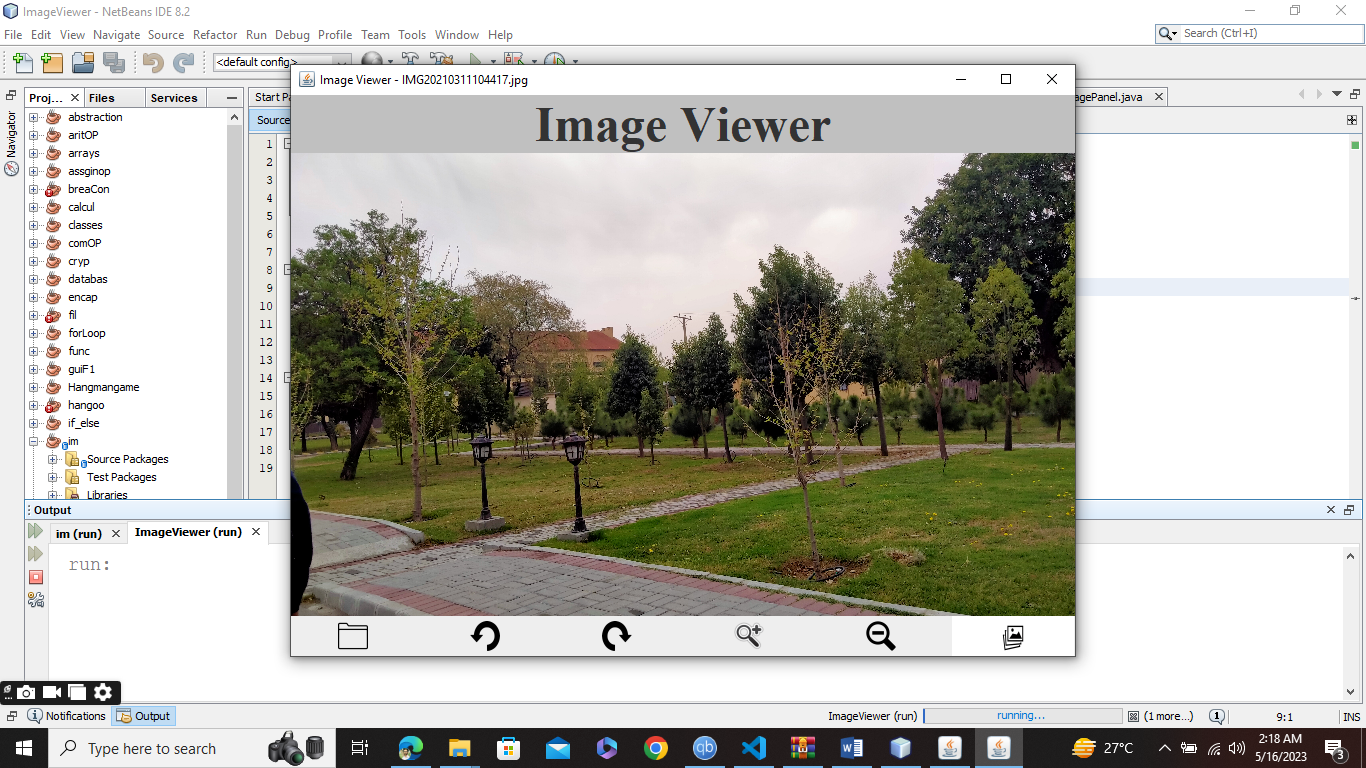 ImageViewer - NetBeans IDE 8.2
File Edit View Navigate Source Refactor Run Debug Profile Team Tools Window Help
Search (Ctrl+I)
<default config>
Image Viewer - IMG20210311104417.jpg
Proj... Files Services
Start Pa
agePanel.java
Navigator
Source
Image Viewer
abstraction
aritOP
arrays
assginop
breaCon
calcul
classes
comOP
cryp
databas
encap
fil
forLoop
func
guiF1
Hangmangame
hangoo
if_else
im
Source Packages
Test Packages
Libraries
1
2
3
4
5
6
7
8
9
10
11
12
13
14
15
16
17
18
19
Output
im (run) ImageViewer (run)
run:
Notifications Output
ImageViewer (run) running... (1 more...) 1 9:1 INS
Type here to search
27°C
2:18 AM
5/16/2023
3